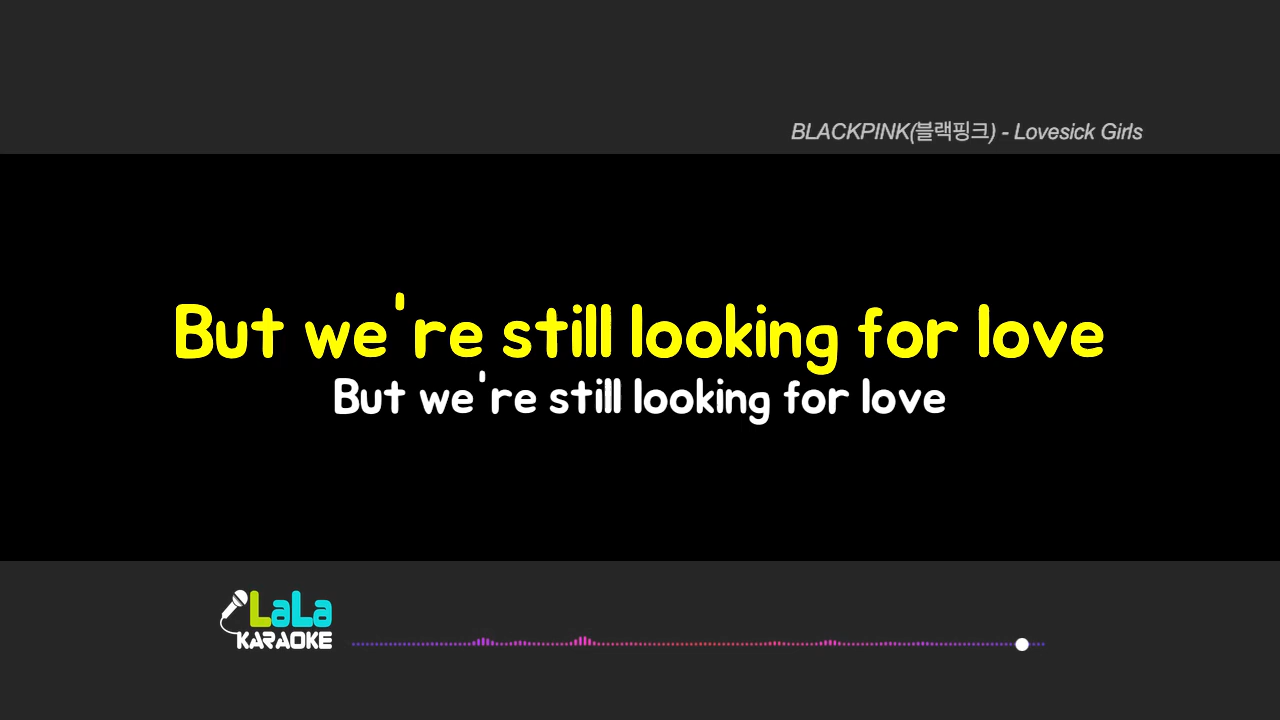 BLACKPINK(블랙핑크) - Lovesick Girls
But we're still looking for love
But we're still looking for love
LaLa
KARAOKE